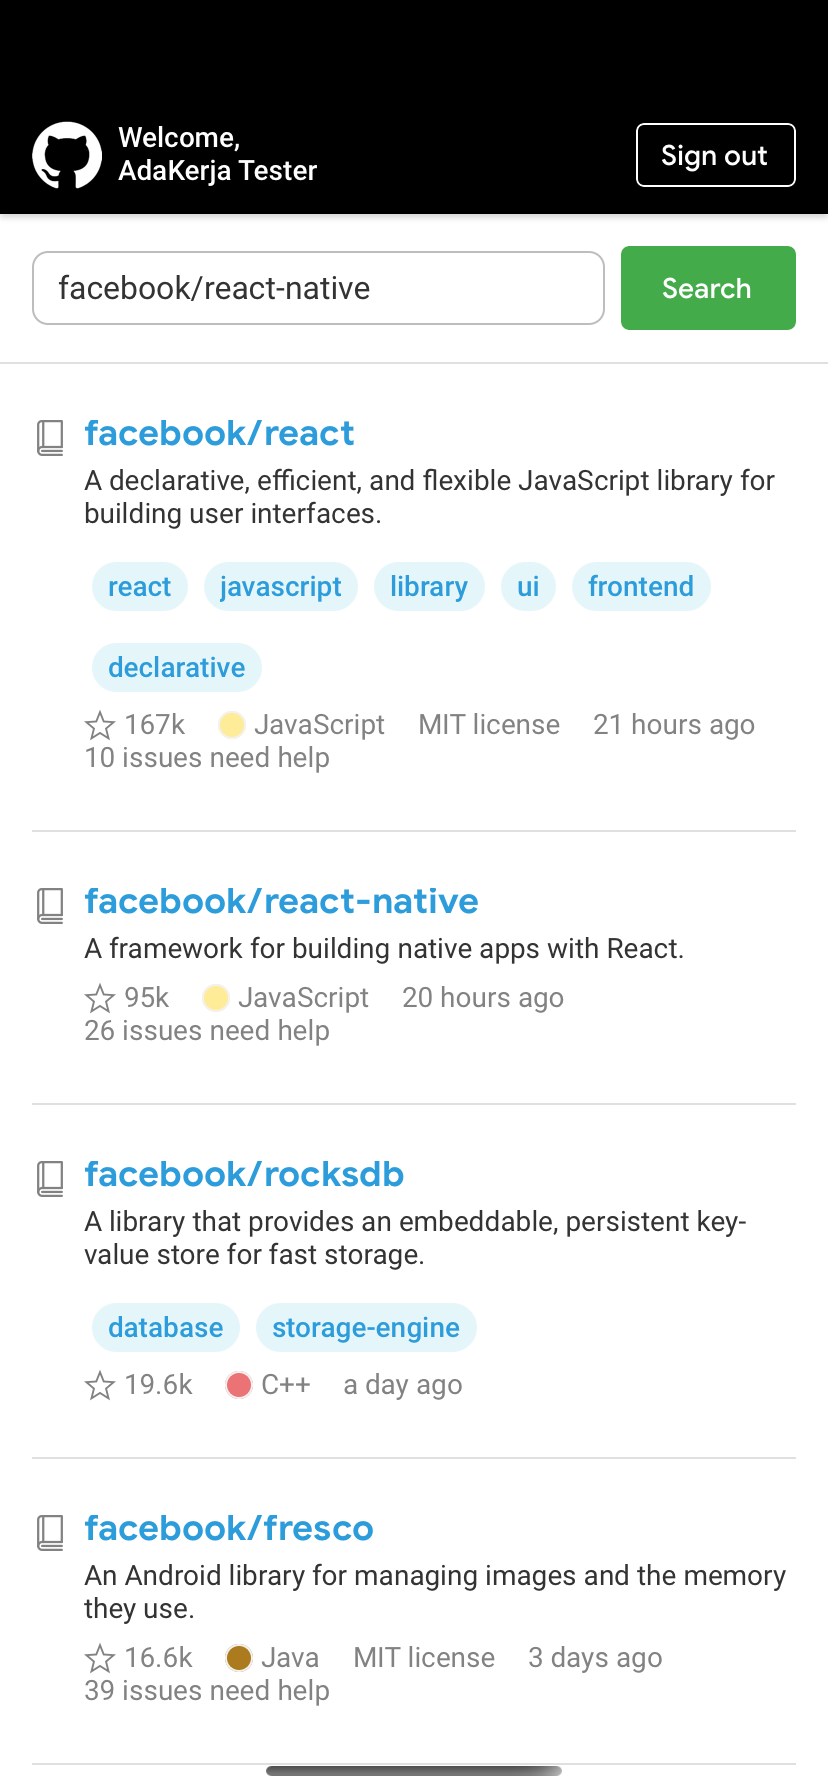 Welcome,
AdaKerja Tester
Sign out
facebook/react-native
Search
facebook/react
A declarative, efficient, and flexible JavaScript library for
building user interfaces.
react javascript library ui frontend
declarative
167k JavaScript MIT license 21 hours ago
10 issues need help
facebook/react-native
A framework for building native apps with React.
95k JavaScript 20 hours ago
26 issues need help
facebook/rocksdb
A library that provides an embeddable, persistent key-
value store for fast storage.
database storage-engine
19.6k C++ a day ago
facebook/fresco
An Android library for managing images and the memory
they use.
16.6k Java MIT license 3 days ago
39 issues need help